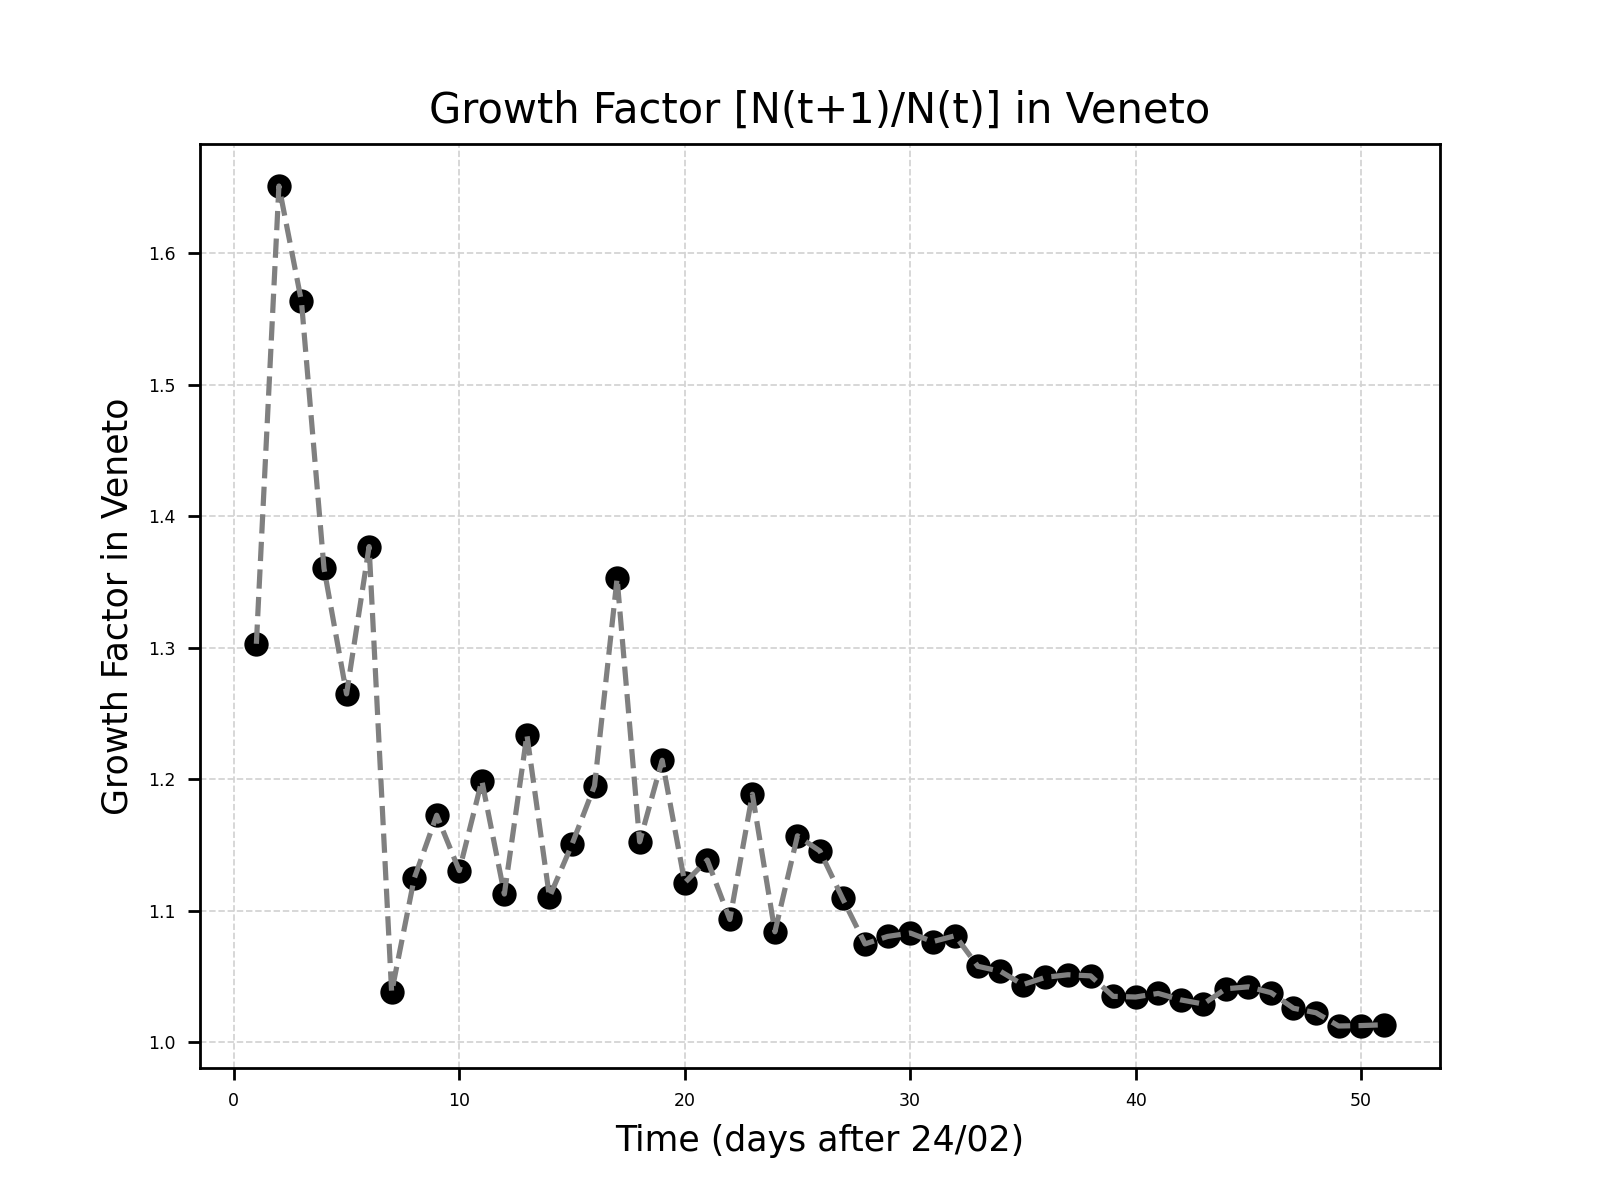 Growth Factor [N(t+1)/N(t)] in Veneto
Growth Factor in Veneto
1.6
1.5
1.4
1.3
1.2
1.1
1.0
0 10 20 30 40 50
Time (days after 24/02)